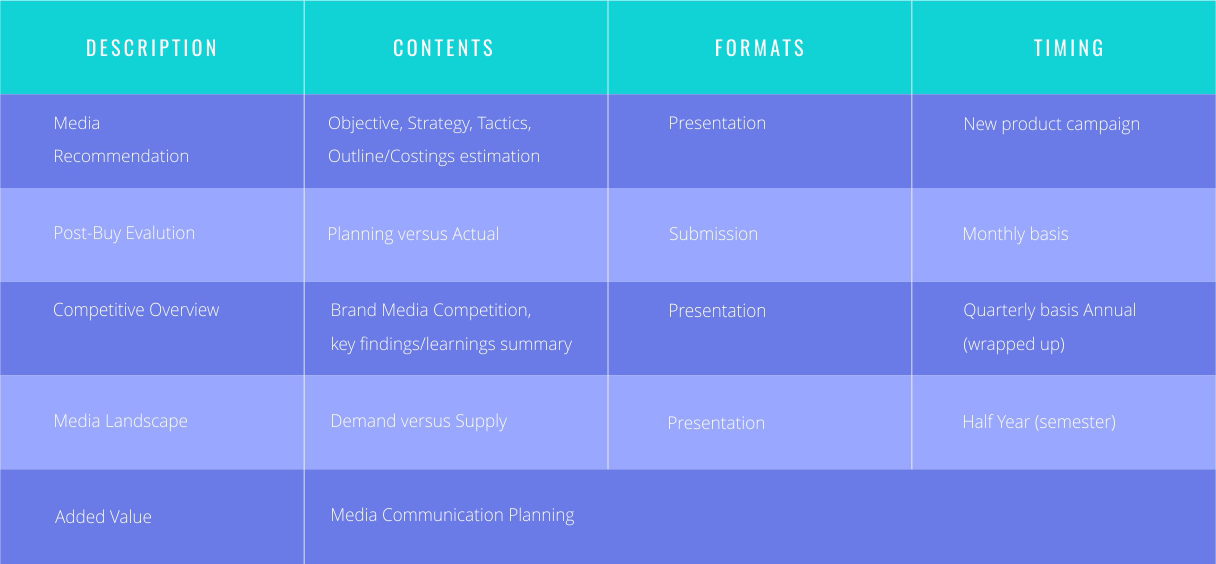 DESCRIPTION CONTENTS FORMATS TIMING
Media
Recommendation
Objective, Strategy, Tactics,
Outline/Costings estimation
Presentation
New product campaign
Post-Buy Evalution
Planning versus Actual
Submission
Monthly basis
Competitive Overview
Brand Media Competition,
key findings/learnings summary
Presentation
Quarterly basis Annual
(wrapped up)
Media Landscape
Demand versus Supply
Presentation
Half Year (semester)
Added Value
Media Communication Planning